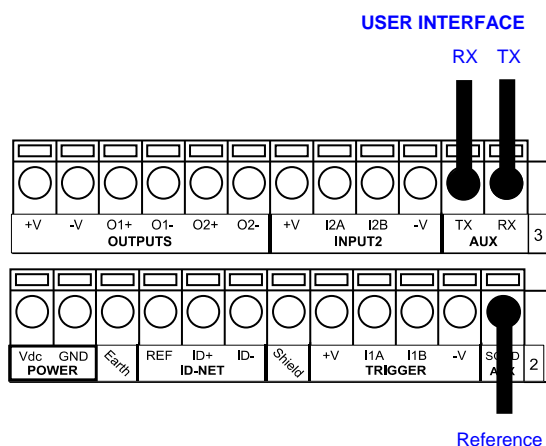 USER INTERFACE
RX TX
+V -V O1+ O1- O2+ O2- +V I2A I2B -V TX RX
OUTPUTS INPUT2 AUX 3
Vdc GND Earth REF ID+ ID- Shield +V I1A I1B -V
POWER ID-NET TRIGGER 2
Reference